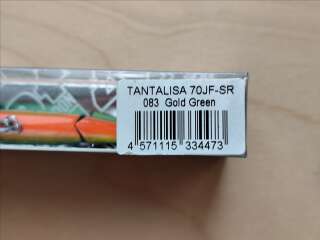 TANTALISA 70JF-SR
083 Gold Green
4 571115 334473